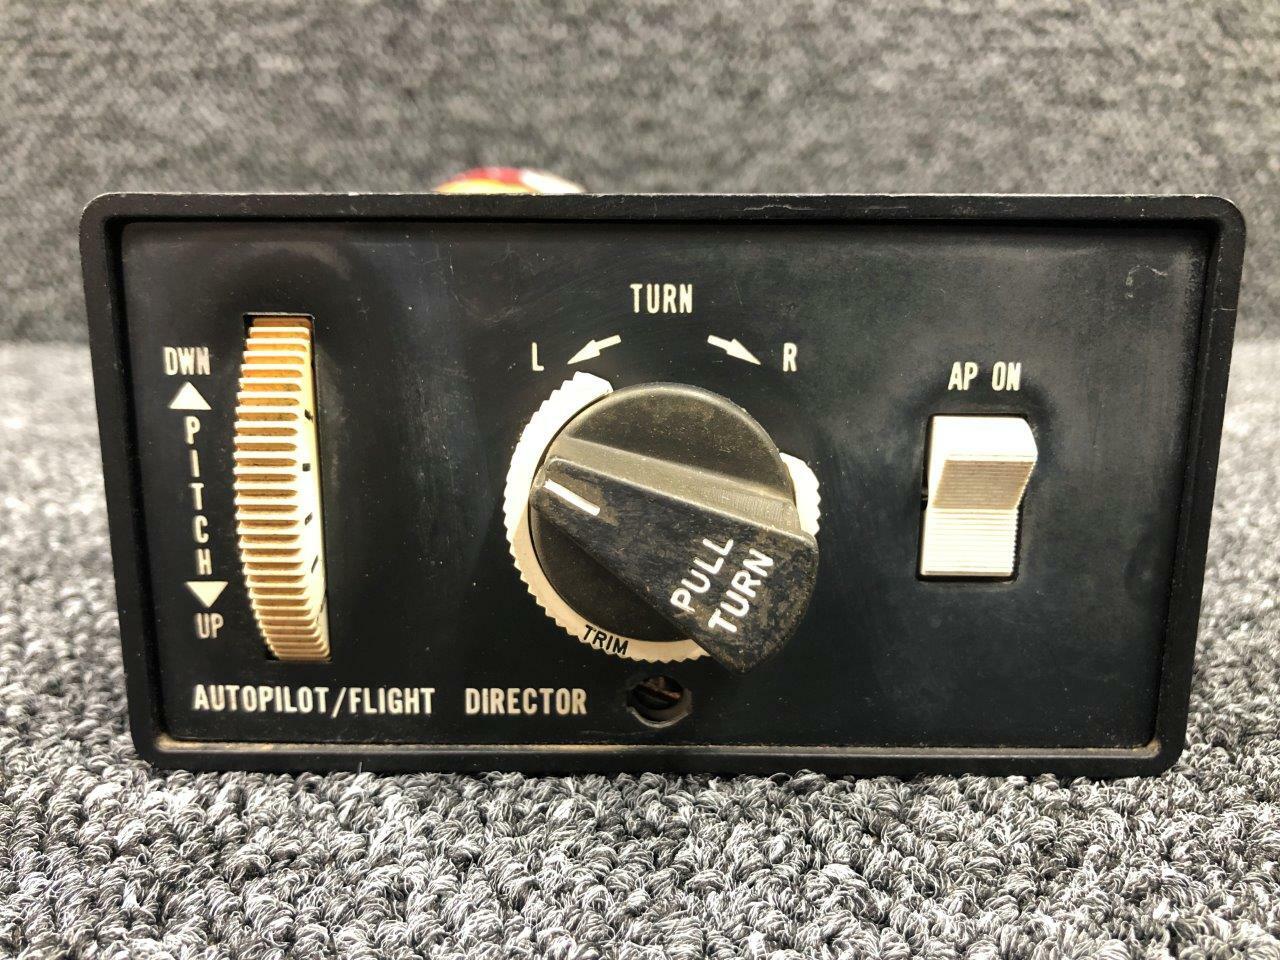 TURN
L R
DWN
PITCH
UP
AP ON
PULL
TURN
TRIM
AUTOPILOT/FLIGHT DIRECTOR